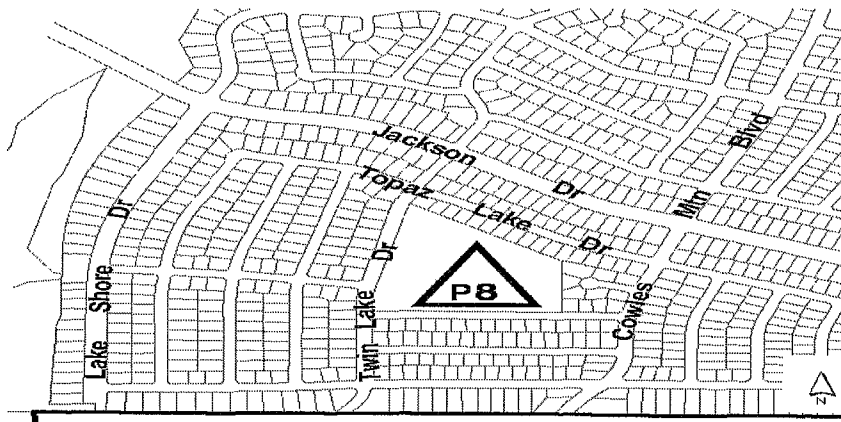 Jackson Dr
Topaz Lake Dr
Cowles Mtn Blvd
Lake Shore Dr
Twin Lake Dr
P8
N